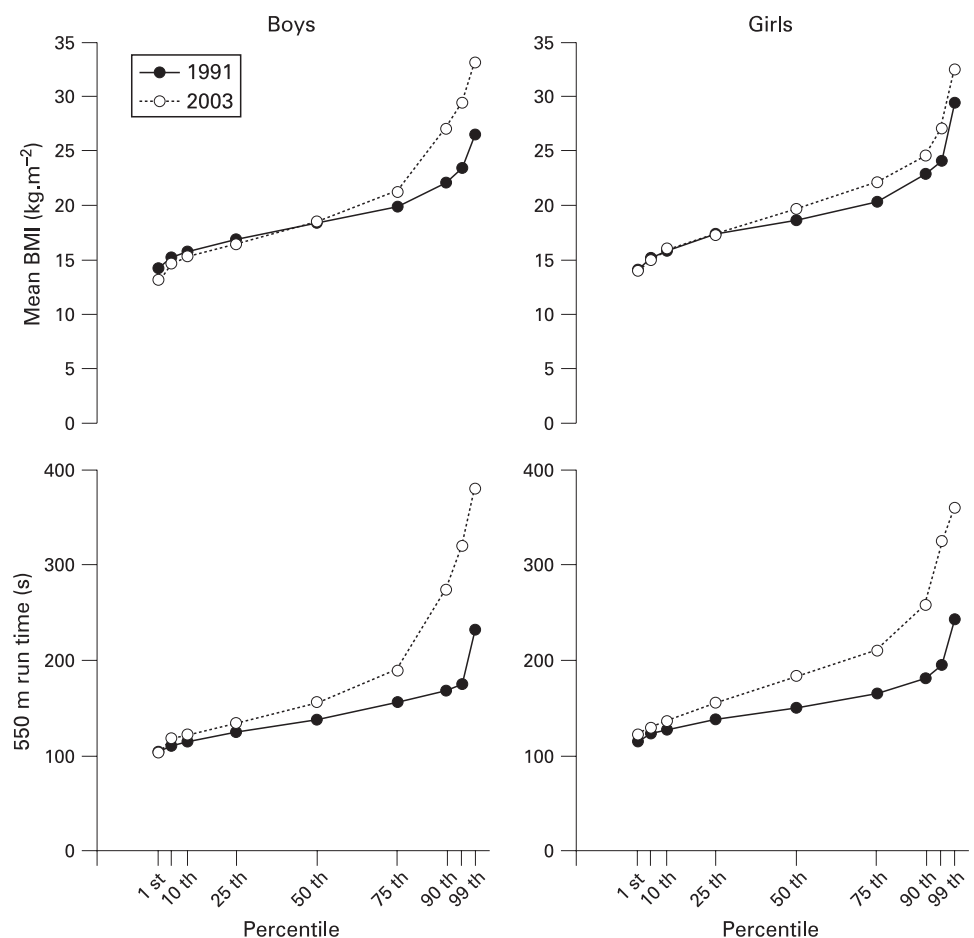 Boys
Girls
35
30
25
20
15
10
5
0
Mean BMI (kg.m⁻²)
1991
2003
35
30
25
20
15
10
5
0
400
300
200
100
0
550 m run time (s)
400
300
200
100
0
1 st
10 th
25 th
50 th
75 th
90 th
99 th
Percentile
1 st
10 th
25 th
50 th
75 th
90 th
99 th
Percentile